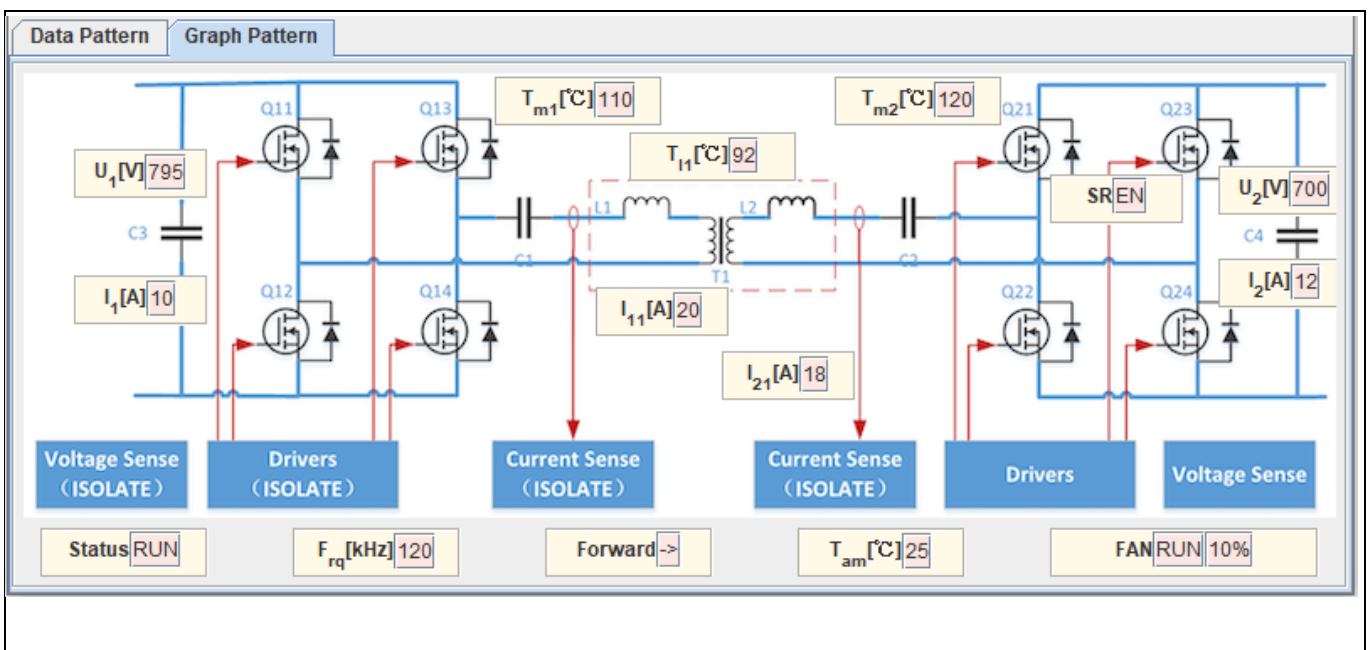 Data Pattern Graph Pattern
Tm1[℃] 110
Tm2[℃] 120
Q11 Q13 Q21 Q23
Tl1[℃] 92
U1[V] 795
SR EN
U2[V] 700
L1 L2
C3 C4
C1 T1 C2
I1[A] 10
Q12 Q14 Q22 Q24
I2[A] 12
I11[A] 20
I21[A] 18
Voltage Sense
（ISOLATE）
Drivers
（ISOLATE）
Current Sense
（ISOLATE）
Current Sense
（ISOLATE）
Drivers
Voltage Sense
Status RUN
Frq[kHz] 120
Forward ->
Tam[℃] 25
FAN RUN 10%